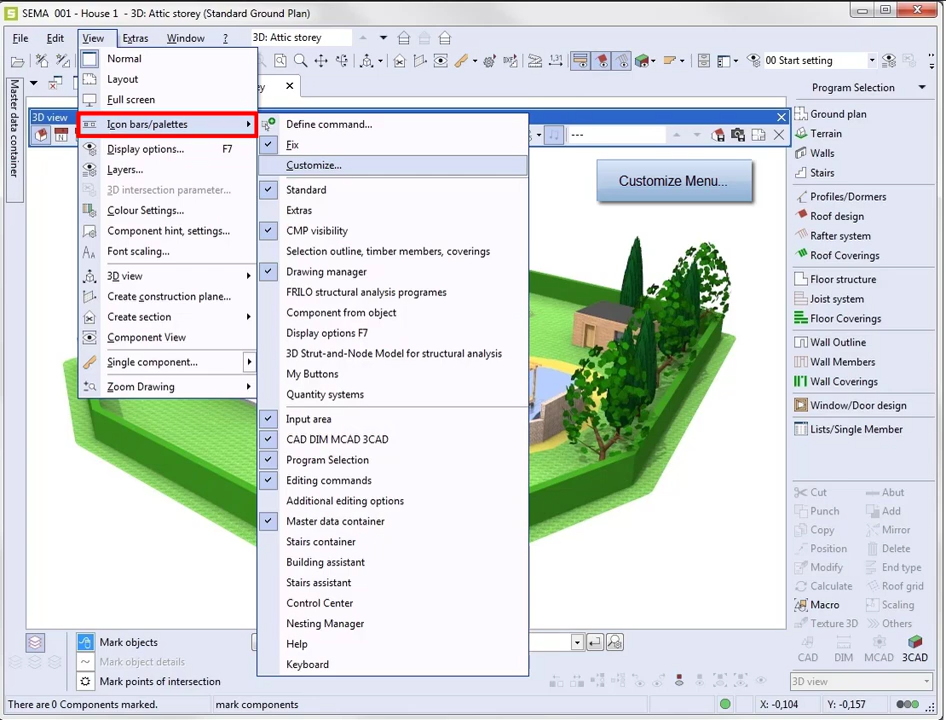 SEMA  001 - House 1  - 3D: Attic storey (Standard Ground Plan)
File Edit View Extras Window ? 3D: Attic storey
00 Start setting
Normal
Layout
Full screen
Icon bars/palettes
Display options... F7
Layers...
3D intersection parameter...
Colour Settings...
Component hint, settings...
Font scaling...
3D view
Create construction plane...
Create section
Component View
Single component...
Zoom Drawing
Master data container
3D view
Define command...
Fix
Customize...
Standard
Extras
CMP visibility
Selection outline, timber members, coverings
Drawing manager
FRILO structural analysis programes
Component from object
Display options F7
3D Strut-and-Node Model for structural analysis
My Buttons
Quantity systems
Input area
CAD DIM MCAD 3CAD
Program Selection
Editing commands
Additional editing options
Master data container
Stairs container
Building assistant
Stairs assistant
Control Center
Nesting Manager
Help
Keyboard
---
Customize Menu...
Program Selection
Ground plan
Terrain
Walls
Stairs
Profiles/Dormers
Roof design
Rafter system
Roof Coverings
Floor structure
Joist system
Floor Coverings
Wall Outline
Wall Members
Wall Coverings
Window/Door design
Lists/Single Member
Cut Abut
Punch Add
Copy Mirror
Position Delete
Modify End type
Calculate Roof grid
Macro Scaling
Texture 3D Others
CAD DIM MCAD 3CAD
3D view
Mark objects
Mark object details
Mark points of intersection
There are 0 Components marked. mark components X: -0,104 Y: -0,157